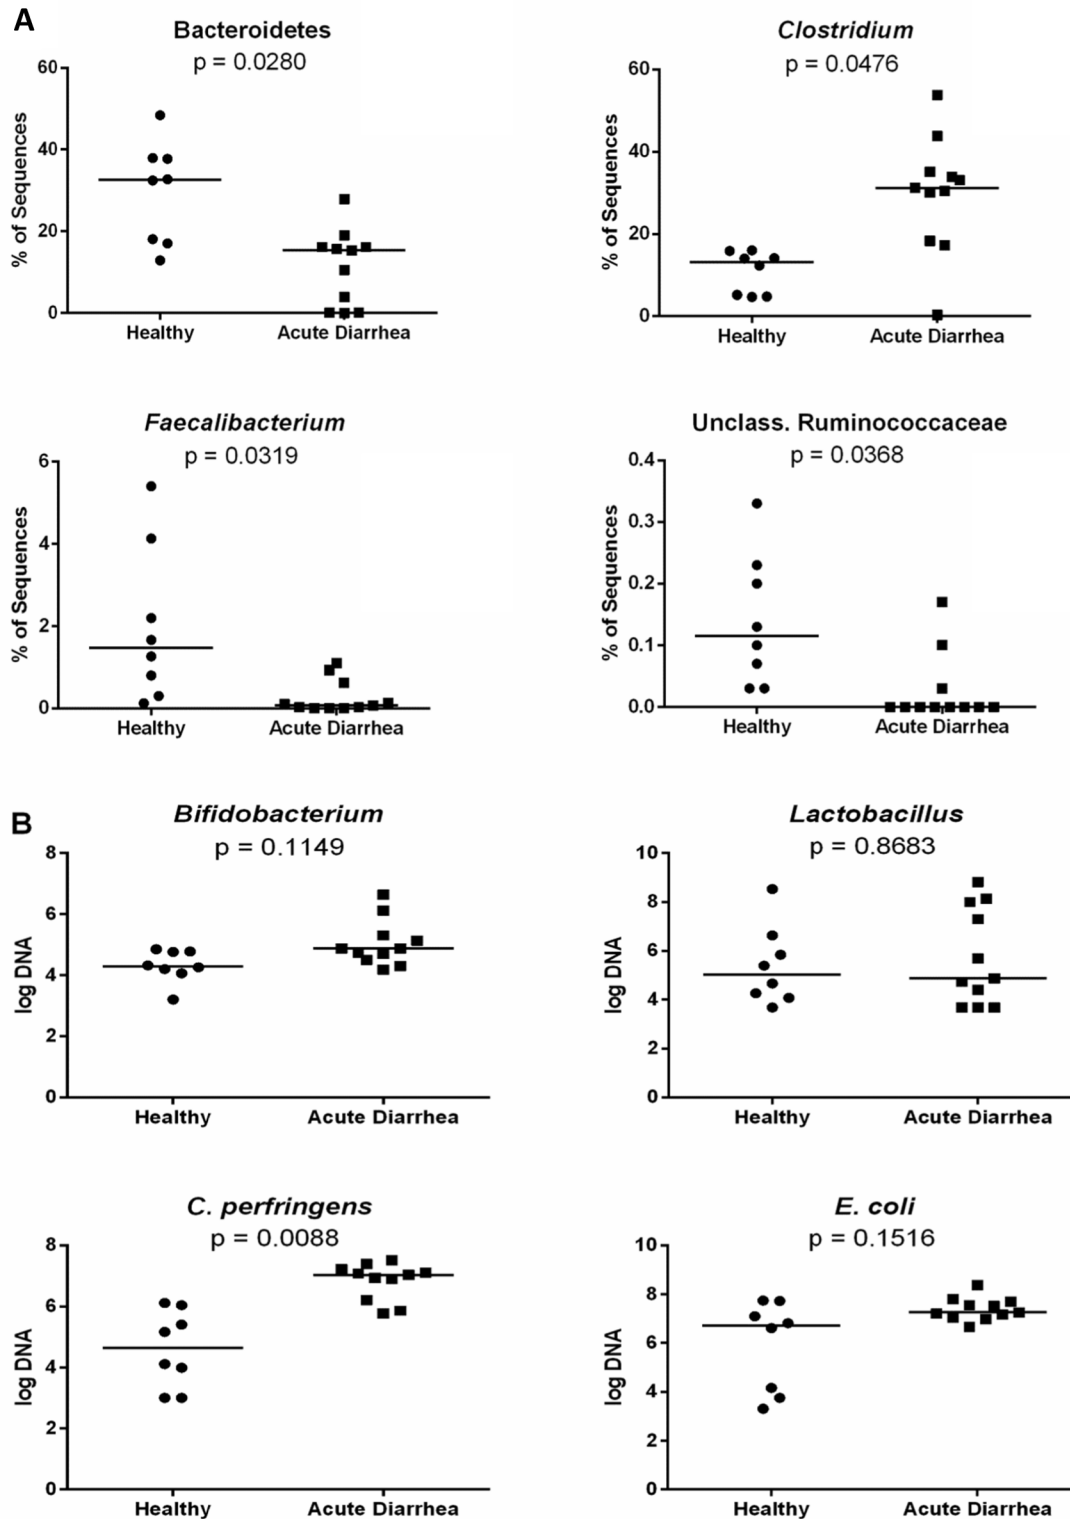 A
Bacteroidetes
p = 0.0280
% of Sequences
60
40
20
0
Healthy
Acute Diarrhea
Clostridium
p = 0.0476
% of Sequences
60
40
20
0
Healthy
Acute Diarrhea
Faecalibacterium
p = 0.0319
% of Sequences
6
4
2
0
Healthy
Acute Diarrhea
Unclass. Ruminococcaceae
p = 0.0368
% of Sequences
0.4
0.3
0.2
0.1
0.0
Healthy
Acute Diarrhea
B
Bifidobacterium
p = 0.1149
log DNA
8
6
4
2
0
Healthy
Acute Diarrhea
Lactobacillus
p = 0.8683
log DNA
10
8
6
4
2
0
Healthy
Acute Diarrhea
C. perfringens
p = 0.0088
log DNA
8
6
4
2
0
Healthy
Acute Diarrhea
E. coli
p = 0.1516
log DNA
10
8
6
4
2
0
Healthy
Acute Diarrhea